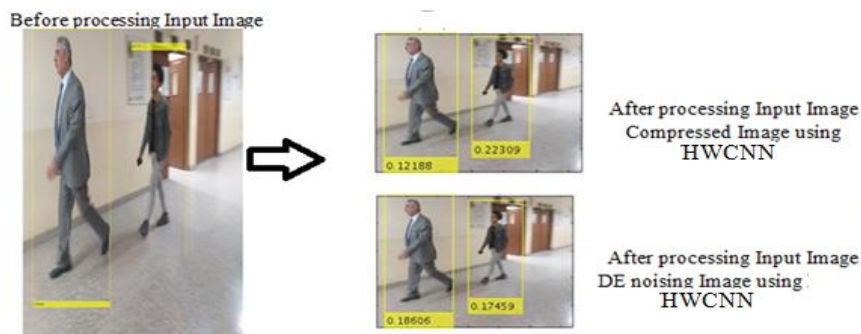 Before processing Input Image
0.12188
0.22309
After processing Input Image
Compressed Image using
HWCNN
0.18606
0.17459
After processing Input Image
DE noising Image using
HWCNN